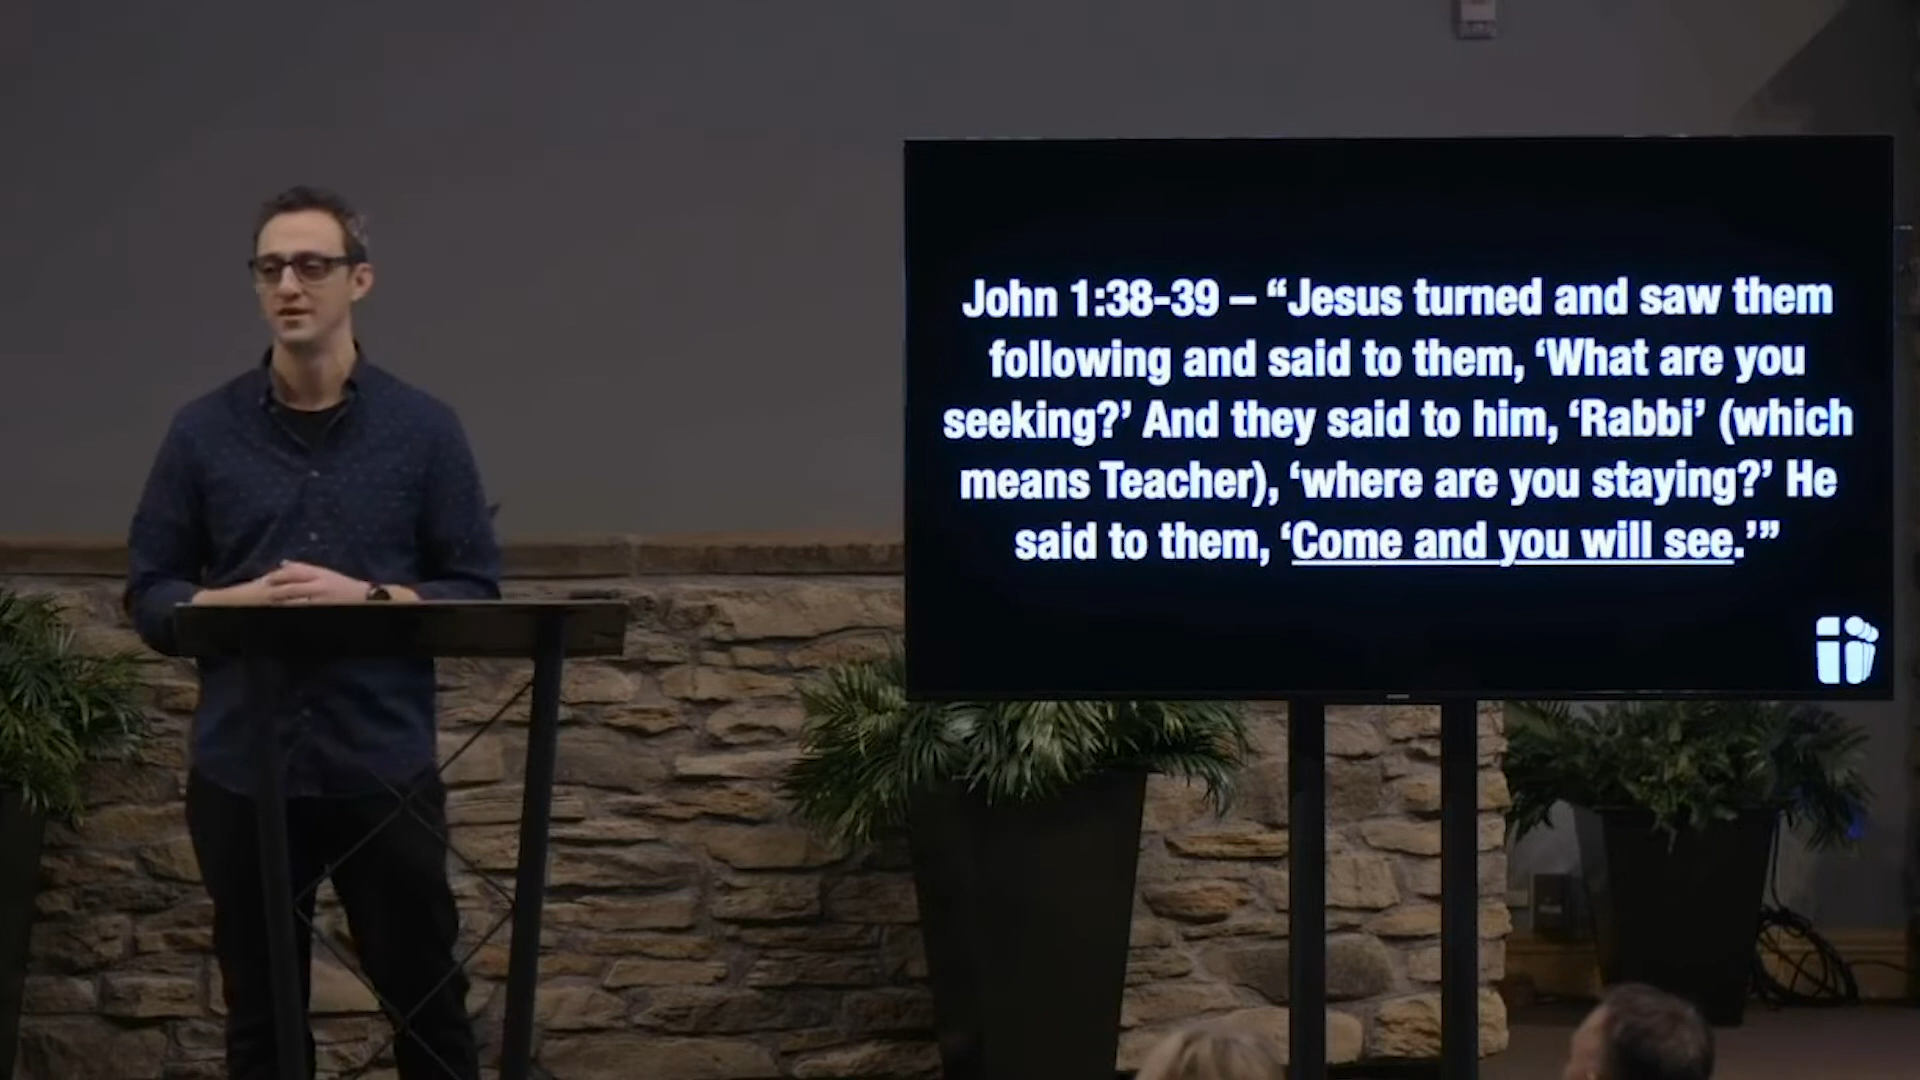 John 1:38-39 – “Jesus turned and saw them
following and said to them, ‘What are you
seeking?’ And they said to him, ‘Rabbi’ (which
means Teacher), ‘where are you staying?’ He
said to them, ‘Come and you will see.’”